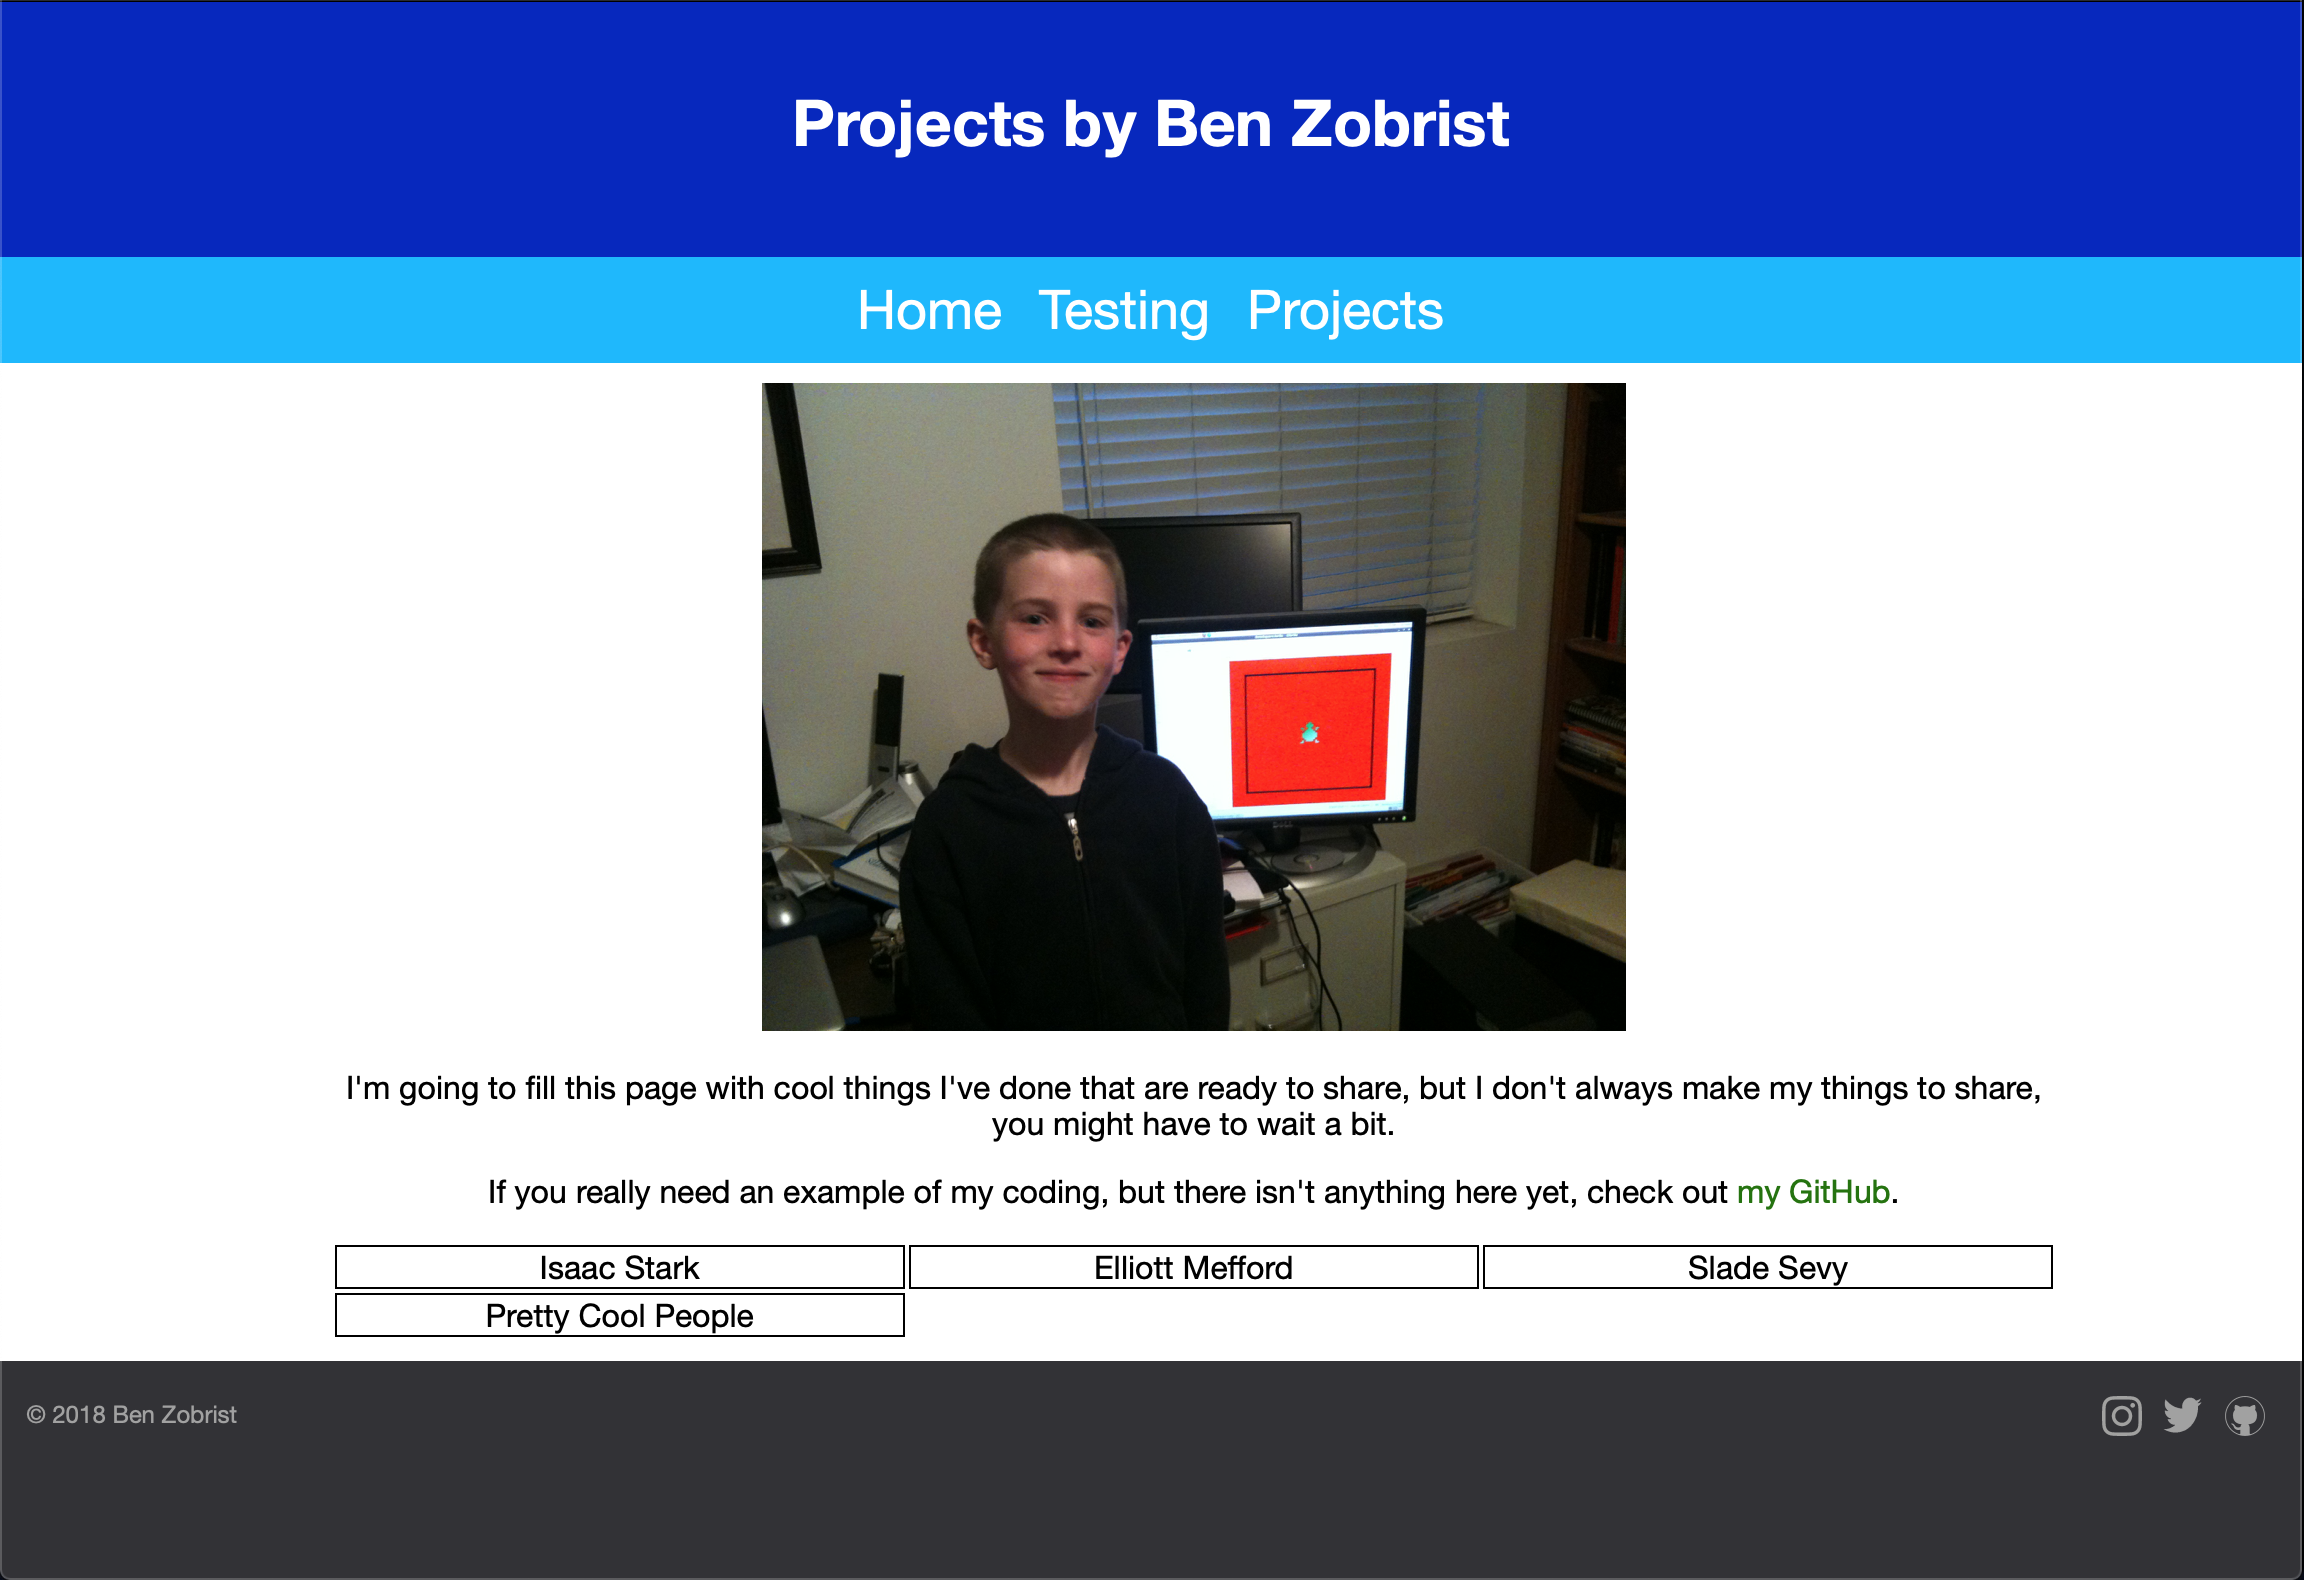 Projects by Ben Zobrist
Home Testing Projects
I'm going to fill this page with cool things I've done that are ready to share, but I don't always make my things to share,
you might have to wait a bit.
If you really need an example of my coding, but there isn't anything here yet, check out my GitHub.
Isaac Stark Elliott Mefford Slade Sevy
Pretty Cool People
© 2018 Ben Zobrist